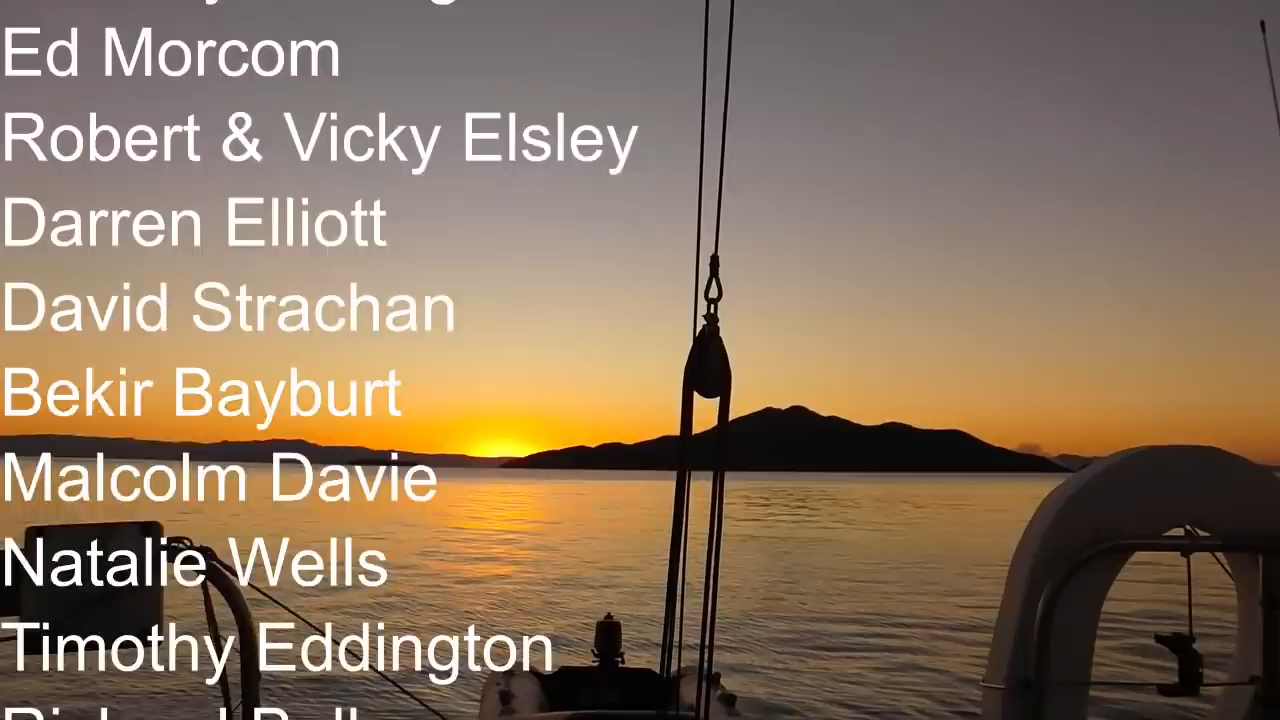 Ed Morcom
Robert & Vicky Elsley
Darren Elliott
David Strachan
Bekir Bayburt
Malcolm Davie
Natalie Wells
Timothy Eddington